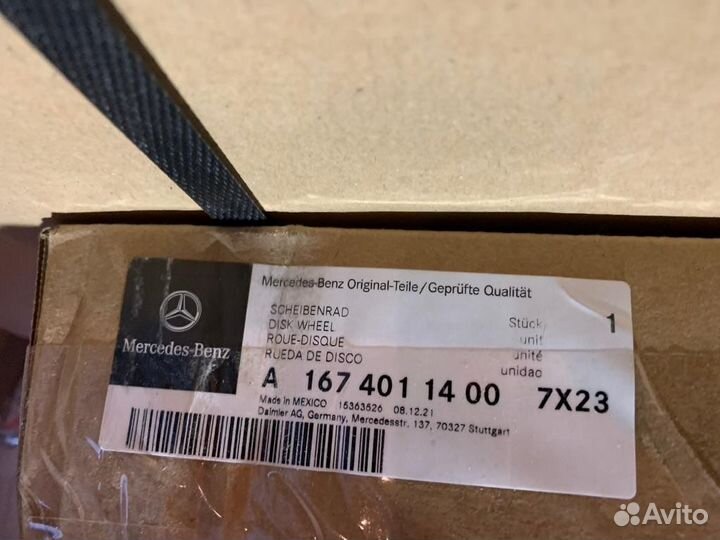 Mercedes-Benz
Mercedes-Benz Original-Teile/Geprüfte Qualität
SCHEIBENRAD
DISK WHEEL
ROUE-DISQUE
RUEDA DE DISCO
Stück 1
unit
unité
unidad
A 167 401 14 00 7X23
Made in MEXICO 15363526 08.12.21
Daimler AG, Germany, Mercedesstr. 137, 70327 Stuttgart
Avito